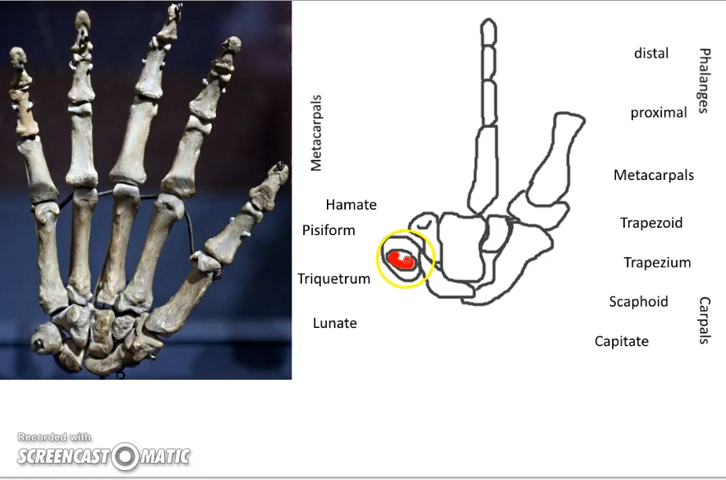 distal
Phalanges
proximal
Metacarpals
Metacarpals
Hamate
Pisiform
Trapezoid
Trapezium
Triquetrum
Scaphoid
Carpals
Lunate
Capitate
Recorded with
SCREENCAST MATIC